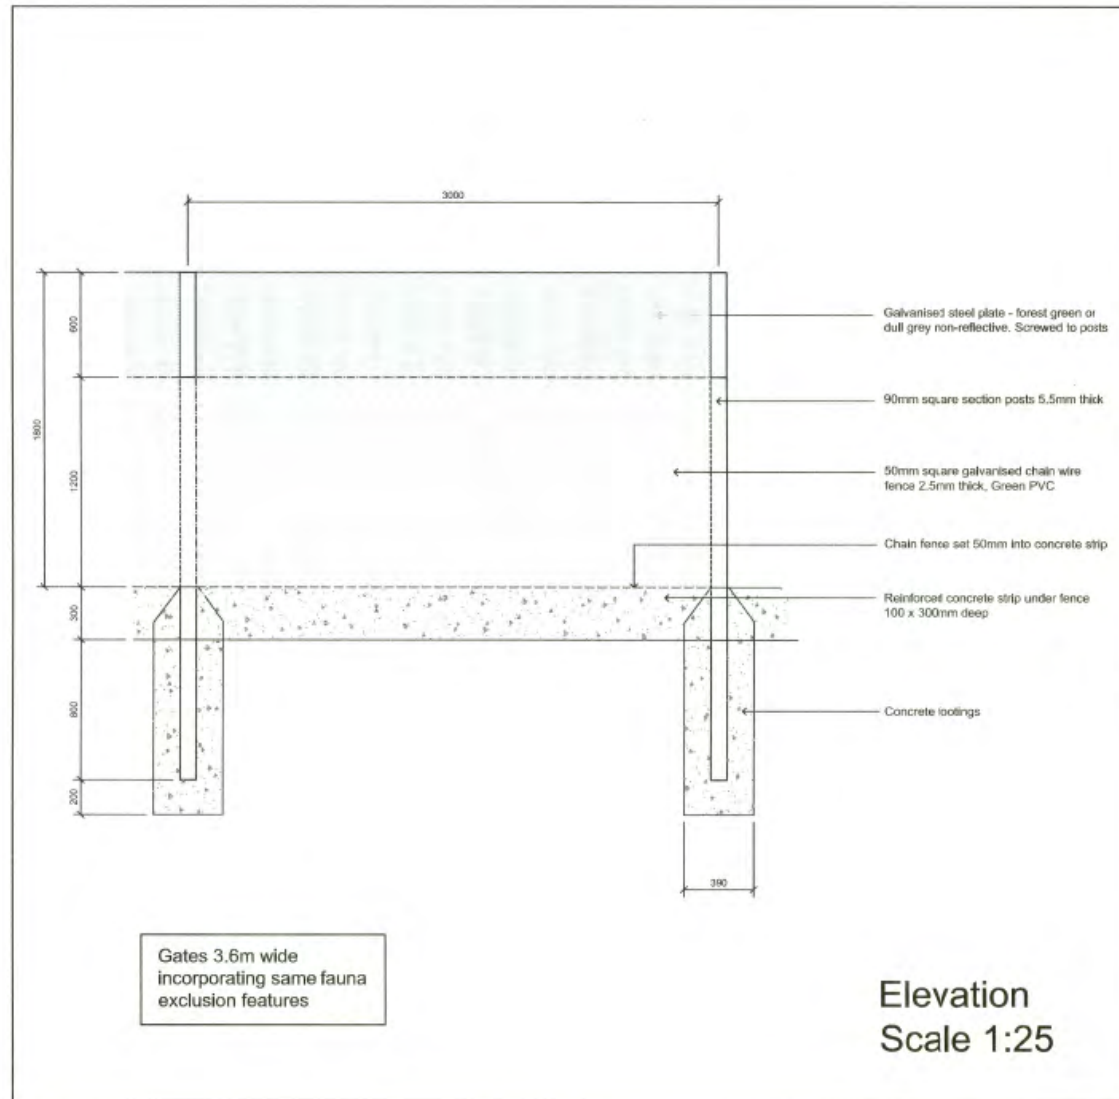 3000
600
1800
1200
300
800
200
390
Galvanised steel plate - forest green or
dull grey non-reflective. Screwed to posts
90mm square section posts 5.5mm thick
50mm square galvanised chain wire
fence 2.5mm thick, Green PVC
Chain fence set 50mm into concrete strip
Reinforced concrete strip under fence
100 x 300mm deep
Concrete footings
Gates 3.6m wide
incorporating same fauna
exclusion features
Elevation
Scale 1:25